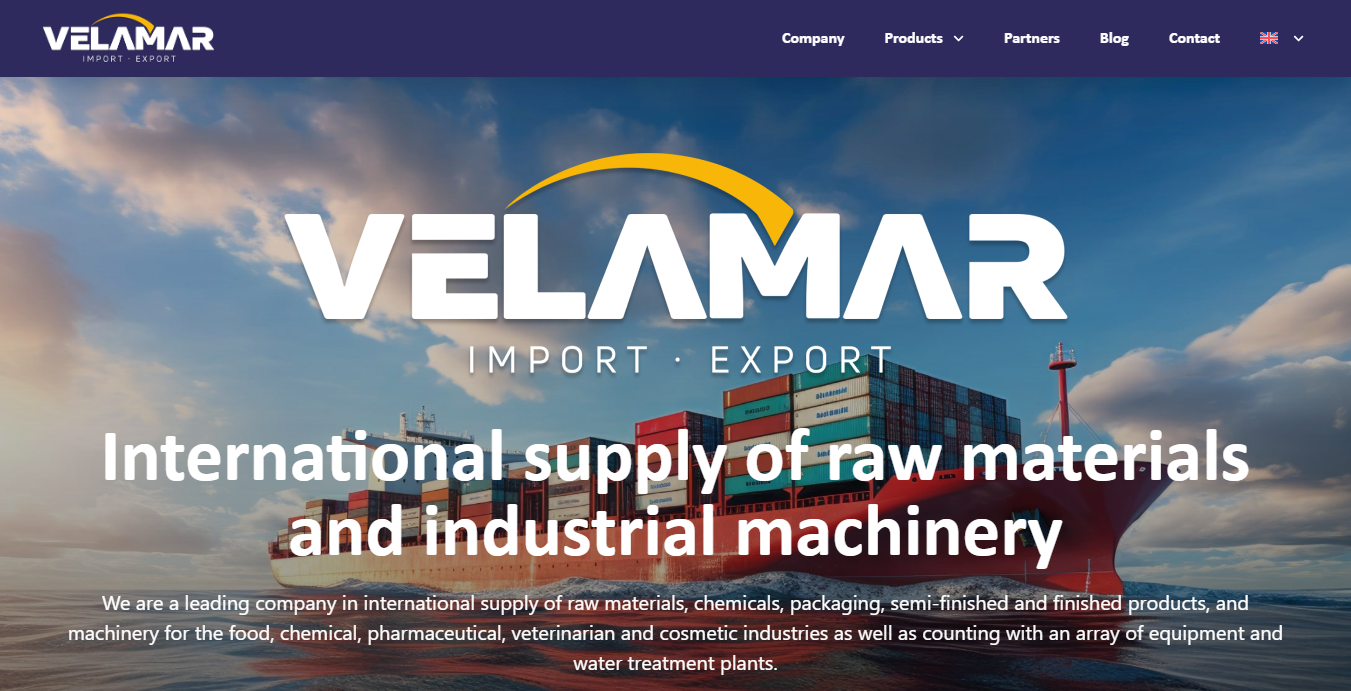 VELAMAR
IMPORT · EXPORT
Company Products Partners Blog Contact
VELAMAR
IMPORT · EXPORT
International supply of raw materials
and industrial machinery
We are a leading company in international supply of raw materials, chemicals, packaging, semi-finished and finished products, and
machinery for the food, chemical, pharmaceutical, veterinarian and cosmetic industries as well as counting with an array of equipment and
water treatment plants.